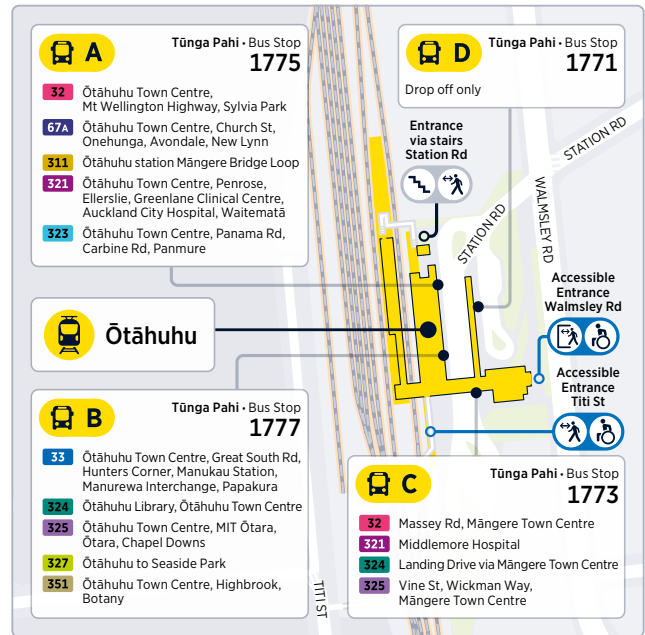 A
Tūnga Pahi • Bus Stop
1775
32 Ōtāhuhu Town Centre,
Mt Wellington Highway, Sylvia Park
67A Ōtāhuhu Town Centre, Church St,
Onehunga, Avondale, New Lynn
311 Ōtāhuhu station Māngere Bridge Loop
321 Ōtāhuhu Town Centre, Penrose,
Ellerslie, Greenlane Clinical Centre,
Auckland City Hospital, Waitematā
323 Ōtāhuhu Town Centre, Panama Rd,
Carbine Rd, Panmure
D
Tūnga Pahi • Bus Stop
1771
Drop off only
Entrance
via stairs
Station Rd
STATION RD
STATION RD
WALMSLEY RD
Accessible
Entrance
Walmsley Rd
Ōtāhuhu
Accessible
Entrance
Titi St
B
Tūnga Pahi • Bus Stop
1777
33 Ōtāhuhu Town Centre, Great South Rd,
Hunters Corner, Manukau Station,
Manurewa Interchange, Papakura
324 Ōtāhuhu Library, Ōtāhuhu Town Centre
325 Ōtāhuhu Town Centre, MIT Ōtara,
Ōtara, Chapel Downs
327 Ōtāhuhu to Seaside Park
351 Ōtāhuhu Town Centre, Highbrook,
Botany
TITI ST
C
Tūnga Pahi • Bus Stop
1773
32 Massey Rd, Māngere Town Centre
321 Middlemore Hospital
324 Landing Drive via Māngere Town Centre
325 Vine St, Wickman Way,
Māngere Town Centre